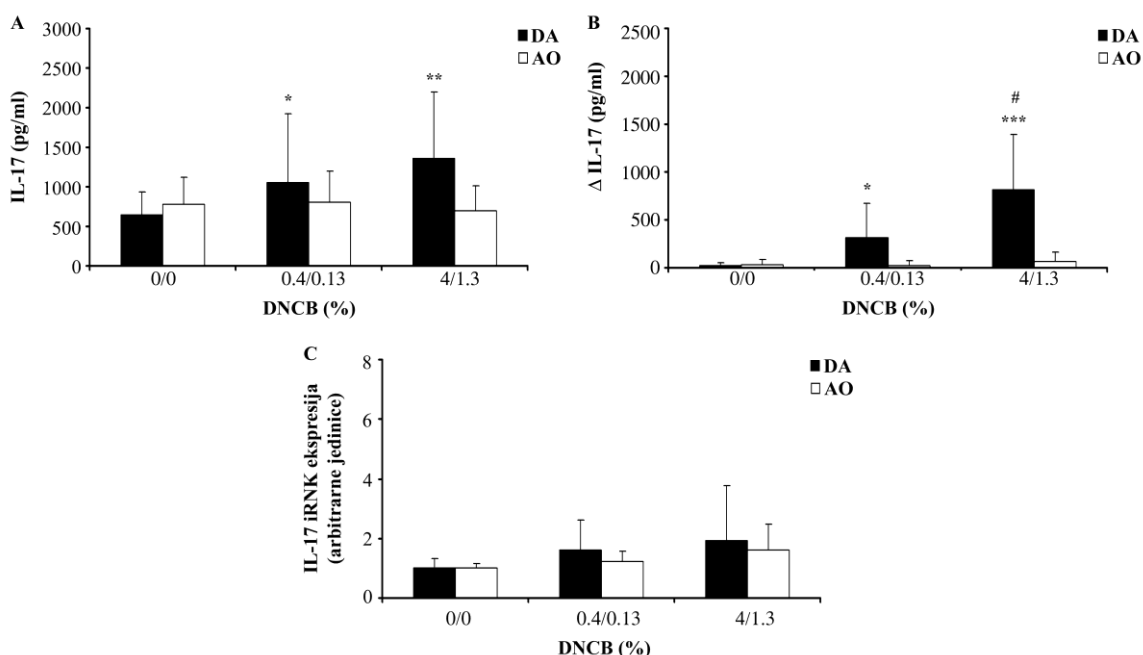 A
IL-17 (pg/ml)
3000
2500
2000
1500
1000
500
0
* **
DA
AO
0/0 0.4/0.13 4/1.3
DNCB (%)
B
Δ IL-17 (pg/ml)
2500
2000
1500
1000
500
0
#
* ***
DA
AO
0/0 0.4/0.13 4/1.3
DNCB (%)
C
IL-17 iRNK ekspresija
(arbitrarne jedinice)
8
6
4
2
0
DA
AO
0/0 0.4/0.13 4/1.3
DNCB (%)